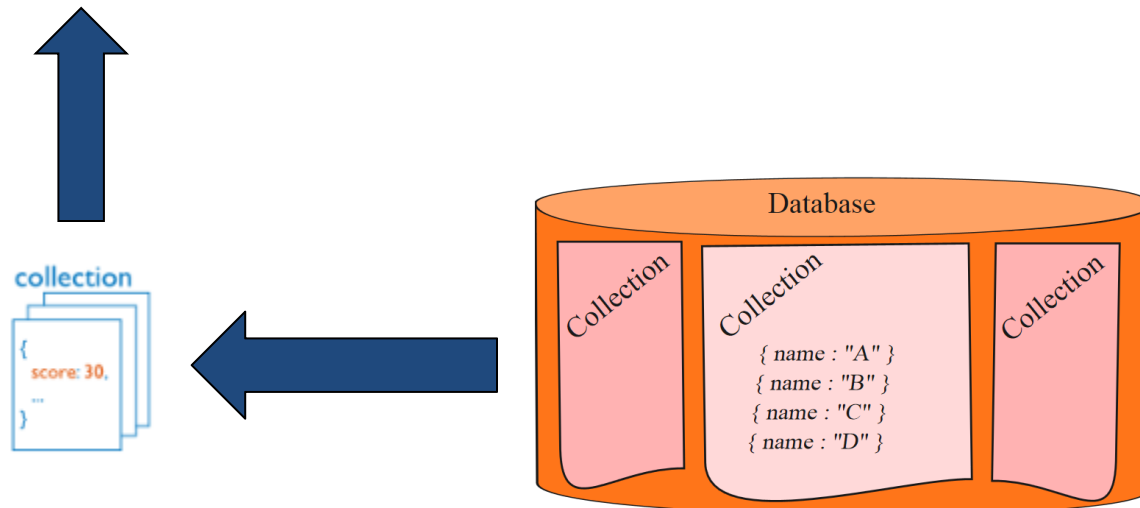 Database
collection
{
score: 30,
...
}
Collection
Collection
{ name : "A" }
{ name : "B" }
{ name : "C" }
{ name : "D" }
Collection